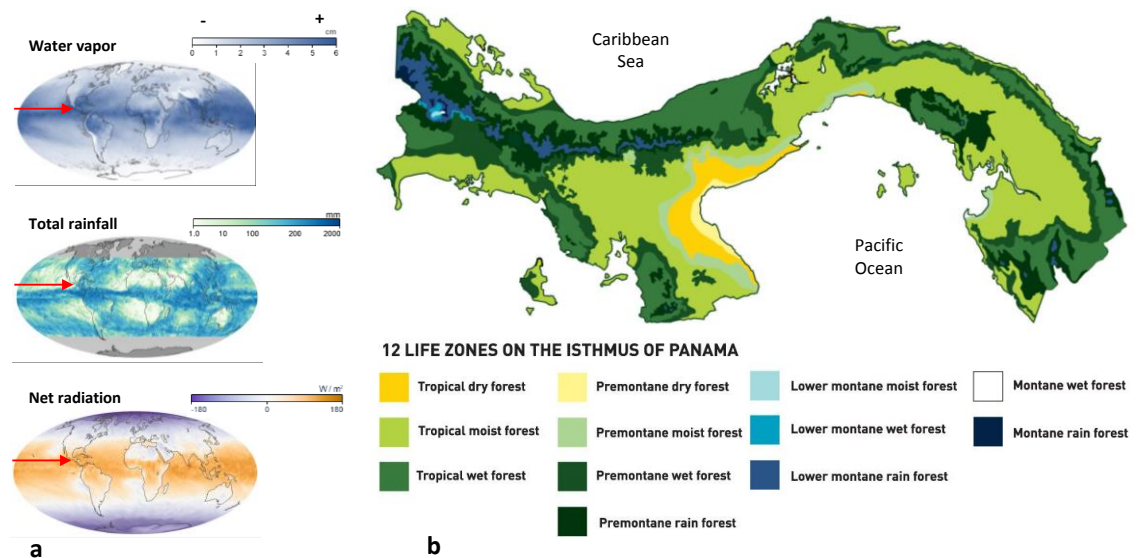 - +
Water vapor
cm
0 1 2 3 4 5 6
Total rainfall
mm
1.0 10 100 200 2000
Net radiation
W / m²
-180 0 180
a
Caribbean
Sea
Pacific
Ocean
12 LIFE ZONES ON THE ISTHMUS OF PANAMA
Tropical dry forest
Tropical moist forest
Tropical wet forest
Premontane dry forest
Premontane moist forest
Premontane wet forest
Premontane rain forest
Lower montane moist forest
Lower montane wet forest
Lower montane rain forest
Montane wet forest
Montane rain forest
b